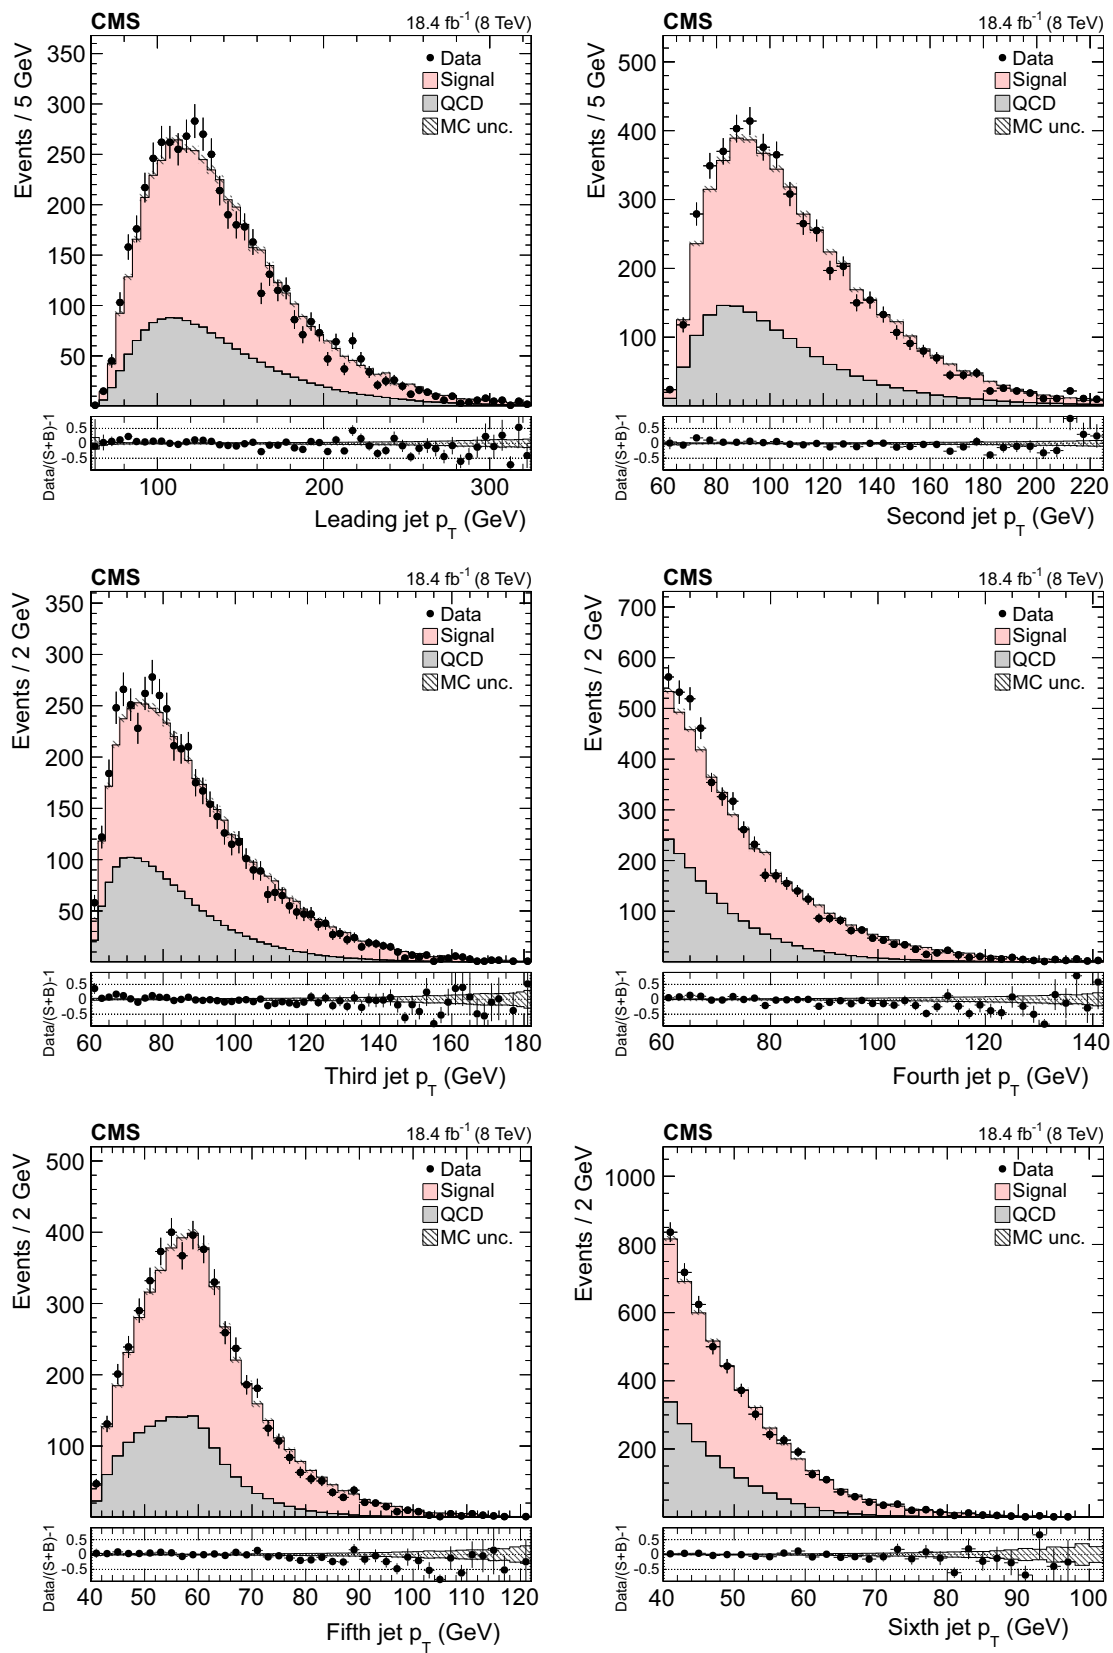 CMS 18.4 fb-1 (8 TeV)
Events / 5 GeV
350
300
250
200
150
100
50
Data
Signal
QCD
MC unc.
Data/(S+B)-1
0.5
0
−0.5
100 200 300
Leading jet pT (GeV)
CMS 18.4 fb-1 (8 TeV)
Events / 5 GeV
500
400
300
200
100
Data
Signal
QCD
MC unc.
Data/(S+B)-1
0.5
0
−0.5
60 80 100 120 140 160 180 200 220
Second jet pT (GeV)
CMS 18.4 fb-1 (8 TeV)
Events / 2 GeV
350
300
250
200
150
100
50
Data
Signal
QCD
MC unc.
Data/(S+B)-1
0.5
0
−0.5
60 80 100 120 140 160 180
Third jet pT (GeV)
CMS 18.4 fb-1 (8 TeV)
Events / 2 GeV
700
600
500
400
300
200
100
Data
Signal
QCD
MC unc.
Data/(S+B)-1
0.5
0
−0.5
60 80 100 120 140
Fourth jet pT (GeV)
CMS 18.4 fb-1 (8 TeV)
Events / 2 GeV
500
400
300
200
100
Data
Signal
QCD
MC unc.
Data/(S+B)-1
0.5
0
−0.5
40 50 60 70 80 90 100 110 120
Fifth jet pT (GeV)
CMS 18.4 fb-1 (8 TeV)
Events / 2 GeV
1000
800
600
400
200
Data
Signal
QCD
MC unc.
Data/(S+B)-1
0.5
0
−0.5
40 50 60 70 80 90 100
Sixth jet pT (GeV)